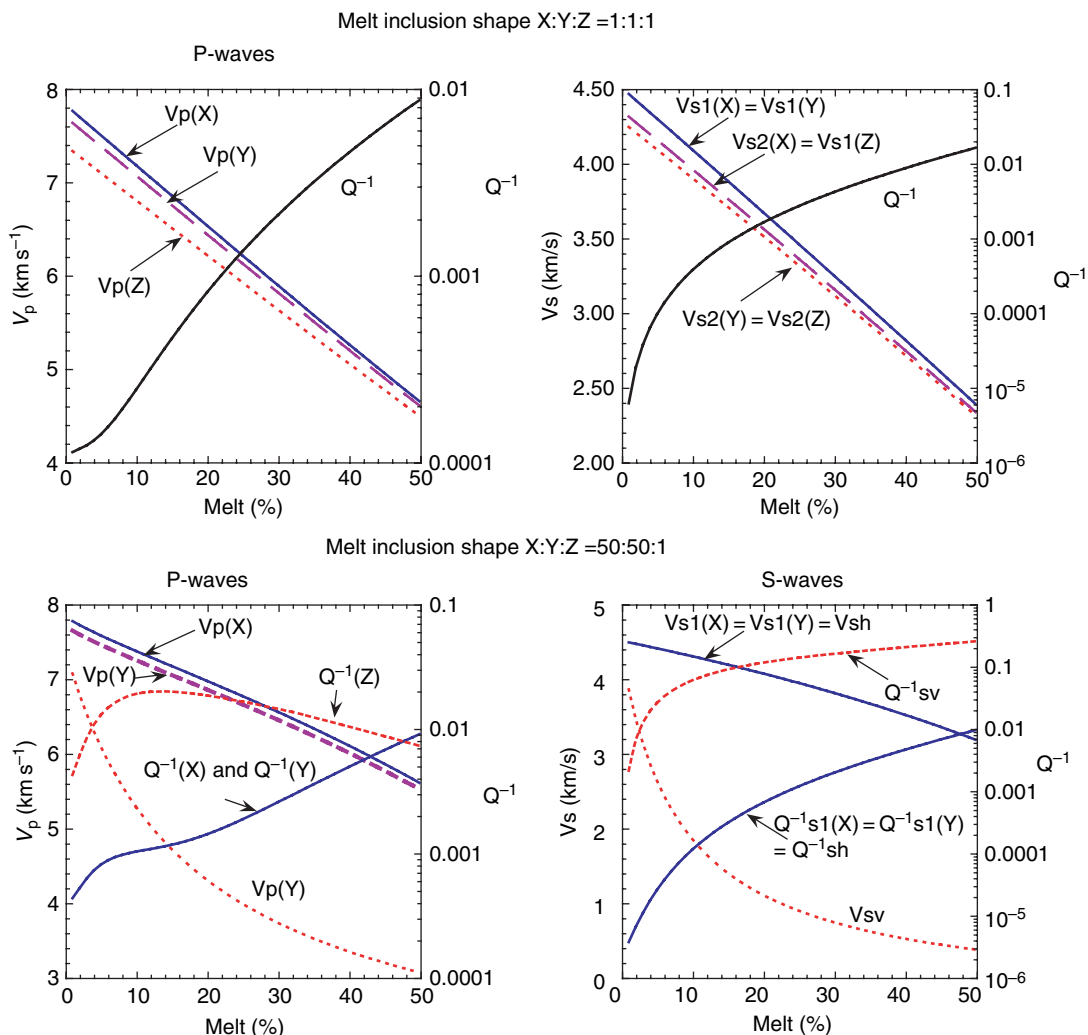 Melt inclusion shape X:Y:Z =1:1:1
P-waves
8
7
6
5
4
V_p (km s⁻¹)
Vp(X)
Vp(Y)
Vp(Z)
Q⁻¹
0.01
0.001
0.0001
Q⁻¹
0 10 20 30 40 50
Melt (%)
4.50
4.00
3.50
3.00
2.50
2.00
Vs (km/s)
Vs1(X) = Vs1(Y)
Vs2(X) = Vs1(Z)
Q⁻¹
Vs2(Y) = Vs2(Z)
0.1
0.01
0.001
0.0001
10⁻⁵
10⁻⁶
Q⁻¹
0 10 20 30 40 50
Melt (%)
Melt inclusion shape X:Y:Z =50:50:1
P-waves
8
7
6
5
4
3
V_p (km s⁻¹)
Vp(X)
Vp(Y)
Q⁻¹(Z)
Q⁻¹(X) and Q⁻¹(Y)
Vp(Y)
0.1
0.01
0.001
0.0001
Q⁻¹
0 10 20 30 40 50
Melt (%)
S-waves
5
4
3
2
1
0
Vs (km/s)
Vs1(X) = Vs1(Y) = Vsh
Q⁻¹sv
Q⁻¹s1(X) = Q⁻¹s1(Y)
= Q⁻¹sh
Vsv
1
0.1
0.01
0.001
0.0001
10⁻⁵
10⁻⁶
Q⁻¹
0 10 20 30 40 50
Melt (%)